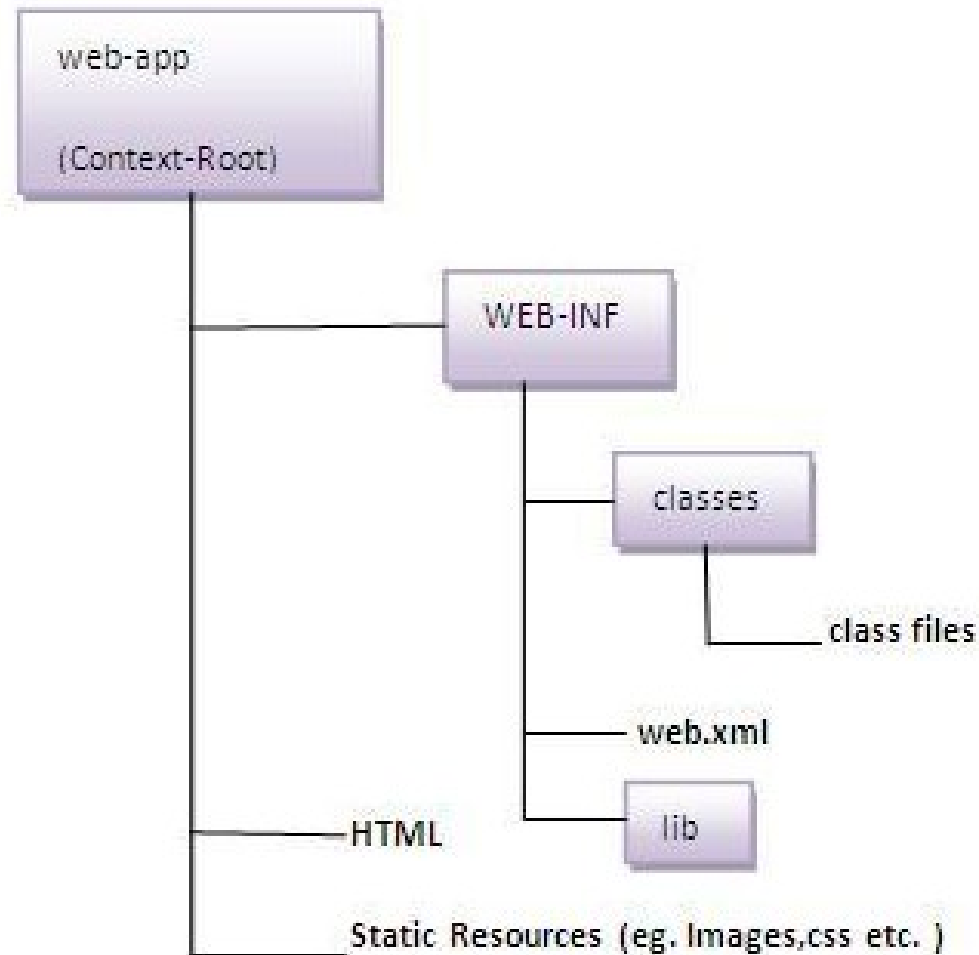 web-app
(Context-Root)
WEB-INF
classes
class files
web.xml
lib
HTML
Static Resources (eg. Images,css etc. )